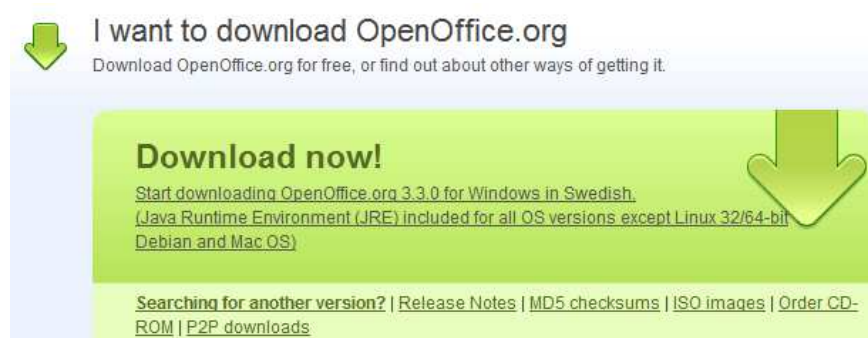 I want to download OpenOffice.org
Download OpenOffice.org for free, or find out about other ways of getting it.
Download now!
Start downloading OpenOffice.org 3.3.0 for Windows in Swedish.
(Java Runtime Environment (JRE) included for all OS versions except Linux 32/64-bit
Debian and Mac OS)
Searching for another version? | Release Notes | MD5 checksums | ISO images | Order CD-
ROM | P2P downloads